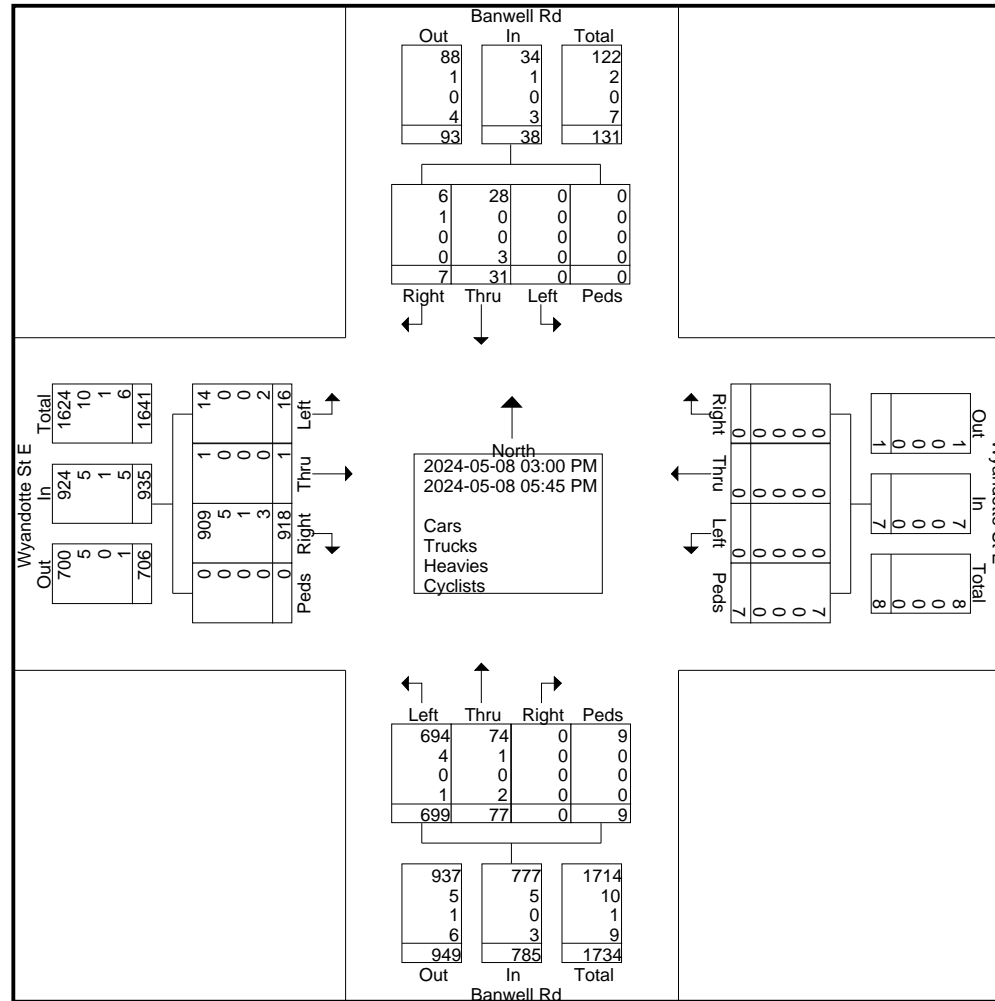 Banwell Rd
Out In Total
88 34 122
1 1 2
0 0 0
4 3 7
93 38 131
6 28 0 0
1 0 0 0
0 0 0 0
0 3 0 0
7 31 0 0
Right Thru Left Peds
Wyandotte St E
Total
1624 10 1 6 1641
In
924 5 1 5 935
Out
700 5 0 1 706
14 0 0 2 16
Left
1 0 0 0 1
Thru
909 5 1 3 918
Right
0 0 0 0 0
Peds
North
2024-05-08 03:00 PM
2024-05-08 05:45 PM
Cars
Trucks
Heavies
Cyclists
Right
0 0 0 0 0
Thru
0 0 0 0 0
Left
0 0 0 0 0
Peds
7 0 0 0 7
Out
1 0 0 0 1
In
7 0 0 0 7
Total
8 0 0 0 8
Left Thru Right Peds
694 74 0 9
4 1 0 0
0 0 0 0
1 2 0 0
699 77 0 9
937 777 1714
5 5 10
1 0 1
6 3 9
949 785 1734
Out In Total
Banwell Rd